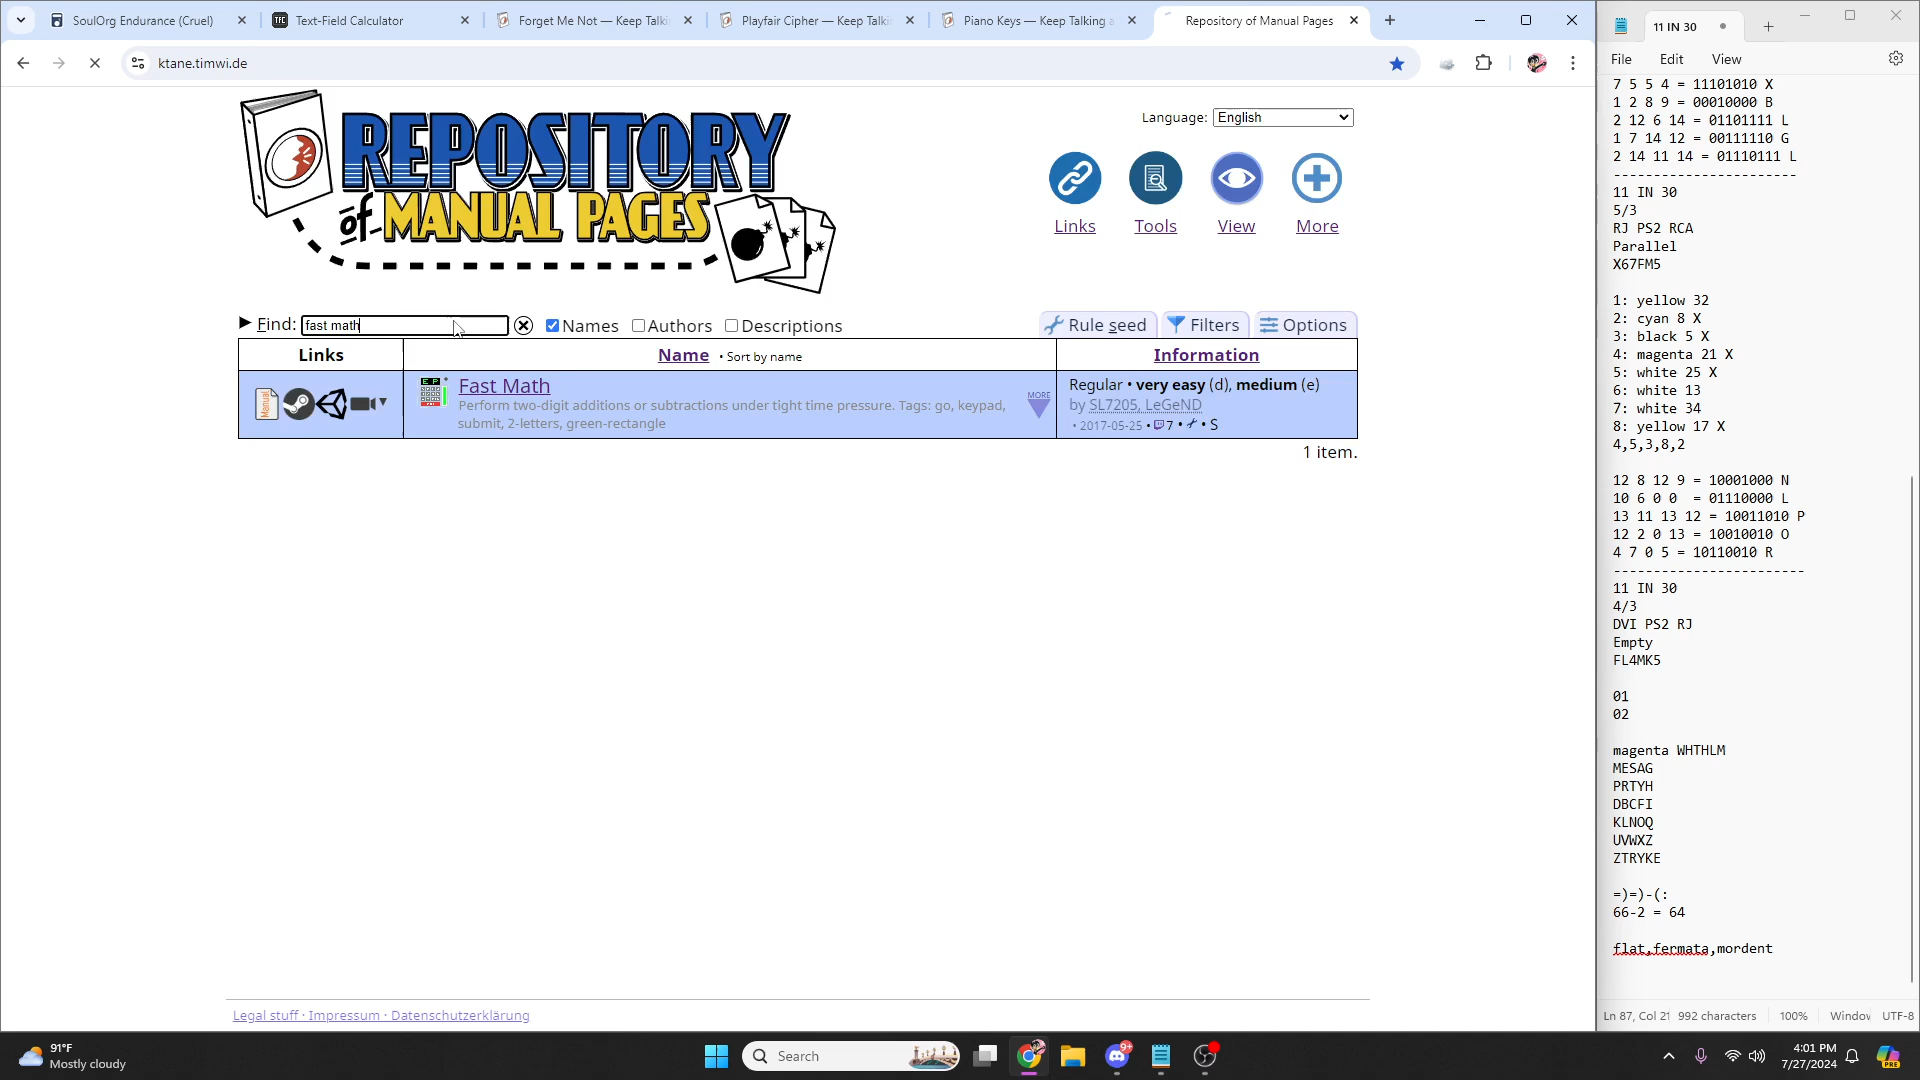 SoulOrg Endurance (Cruel)
Text-Field Calculator
Forget Me Not — Keep Talki
Playfair Cipher — Keep Talki
Piano Keys — Keep Talking a
Repository of Manual Pages
ktane.timwi.de
REPOSITORY
of MANUAL PAGES
Language: English
Links
Tools
View
More
Find: fast math
Names
Authors
Descriptions
Rule seed
Filters
Options
Links
Name • Sort by name
Information
Manual
Fast Math
Perform two-digit additions or subtractions under tight time pressure. Tags: go, keypad,
submit, 2-letters, green-rectangle
MORE
Regular • very easy (d), medium (e)
by SL7205, LeGeND
• 2017-05-25 • 7 • • S
1 item.
Legal stuff · Impressum · Datenschutzerklärung
11 IN 30
File Edit View
7 5 5 4 = 11101010 X
1 2 8 9 = 00010000 B
2 12 6 14 = 01101111 L
1 7 14 12 = 00111110 G
2 14 11 14 = 01110111 L
-----------------------
11 IN 30
5/3
RJ PS2 RCA
Parallel
X67FM5
1: yellow 32
2: cyan 8 X
3: black 5 X
4: magenta 21 X
5: white 25 X
6: white 13
7: white 34
8: yellow 17 X
4,5,3,8,2
12 8 12 9 = 10001000 N
10 6 0 0  = 01110000 L
13 11 13 12 = 10011010 P
12 2 0 13 = 10010010 O
4 7 0 5 = 10110010 R
------------------------
11 IN 30
4/3
DVI PS2 RJ
Empty
FL4MK5
01
02
magenta WHTHLM
MESAG
PRTYH
DBCFI
KLNOQ
UVWXZ
ZTRYKE
=)=)-(:
66-2 = 64
flat,fermata,mordent
Ln 87, Col 21 992 characters 100% Window UTF-8
91°F
Mostly cloudy
Search
9+
4:01 PM
7/27/2024
PRE